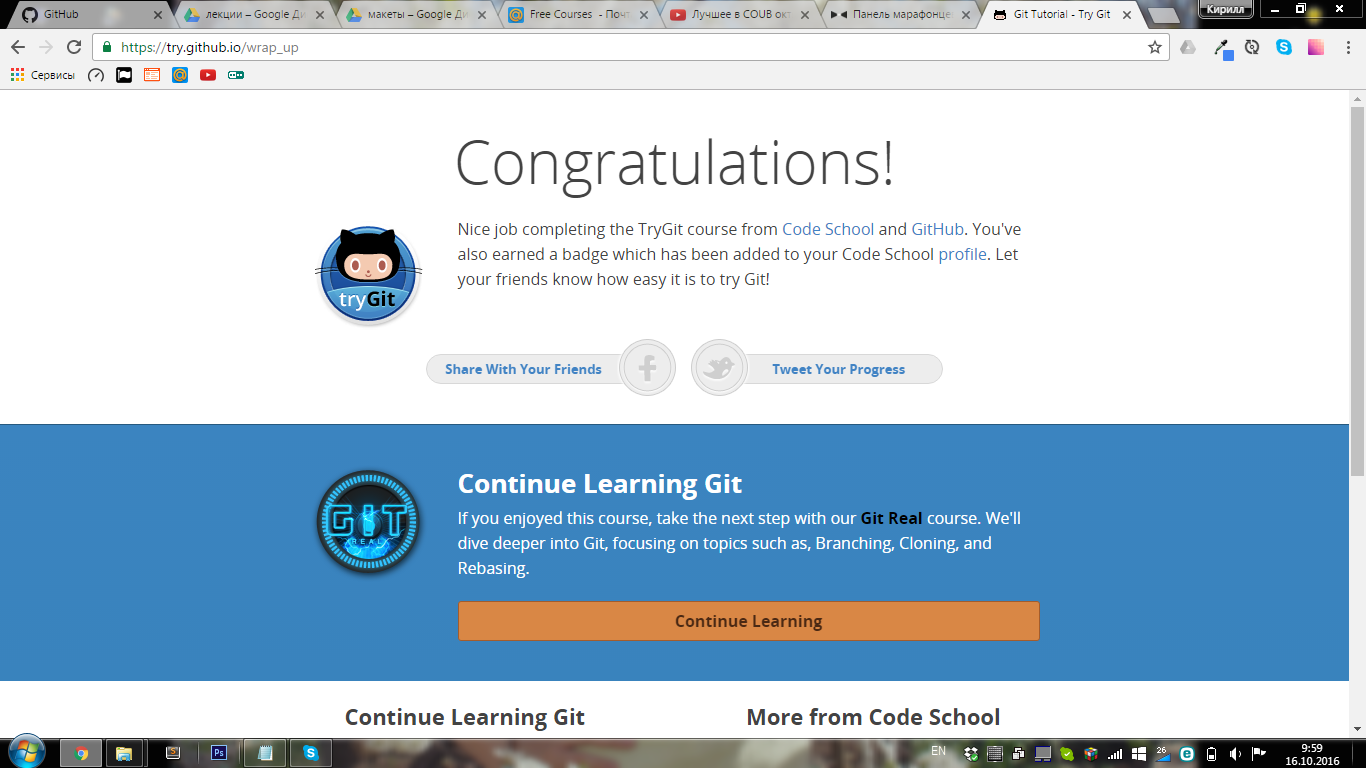 GitHub
лекции – Google Ди
макеты – Google Ди
Free Courses - Почт
Лучшее в COUB окт
Панель марафонце
Git Tutorial - Try Git
Кирилл
https://try.github.io/wrap_up
Сервисы
Congratulations!
Nice job completing the TryGit course from Code School and GitHub. You've
also earned a badge which has been added to your Code School profile. Let
your friends know how easy it is to try Git!
tryGit
Share With Your Friends
Tweet Your Progress
GIT
REAL
Continue Learning Git
If you enjoyed this course, take the next step with our Git Real course. We'll
dive deeper into Git, focusing on topics such as, Branching, Cloning, and
Rebasing.
Continue Learning
Continue Learning Git
More from Code School
Ps
EN
26
9:59
16.10.2016